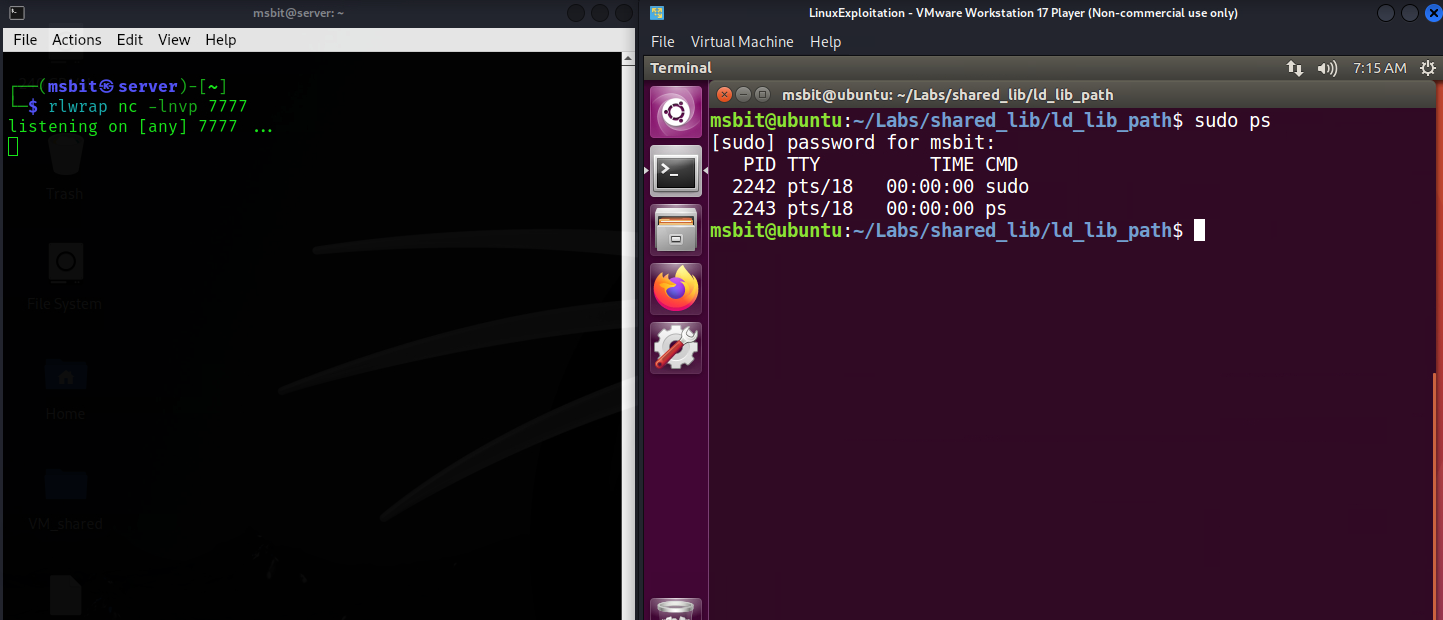 msbit@server: ~
File Actions Edit View Help
┌──(msbit㉿server)-[~]
└─$ rlwrap nc -lnvp 7777
listening on [any] 7777 ...
Trash
File System
Home
VM_shared
LinuxExploitation - VMware Workstation 17 Player (Non-commercial use only)
File Virtual Machine Help
Terminal 7:15 AM
msbit@ubuntu: ~/Labs/shared_lib/ld_lib_path
msbit@ubuntu:~/Labs/shared_lib/ld_lib_path$ sudo ps
[sudo] password for msbit:
PID TTY TIME CMD
2242 pts/18 00:00:00 sudo
2243 pts/18 00:00:00 ps
msbit@ubuntu:~/Labs/shared_lib/ld_lib_path$